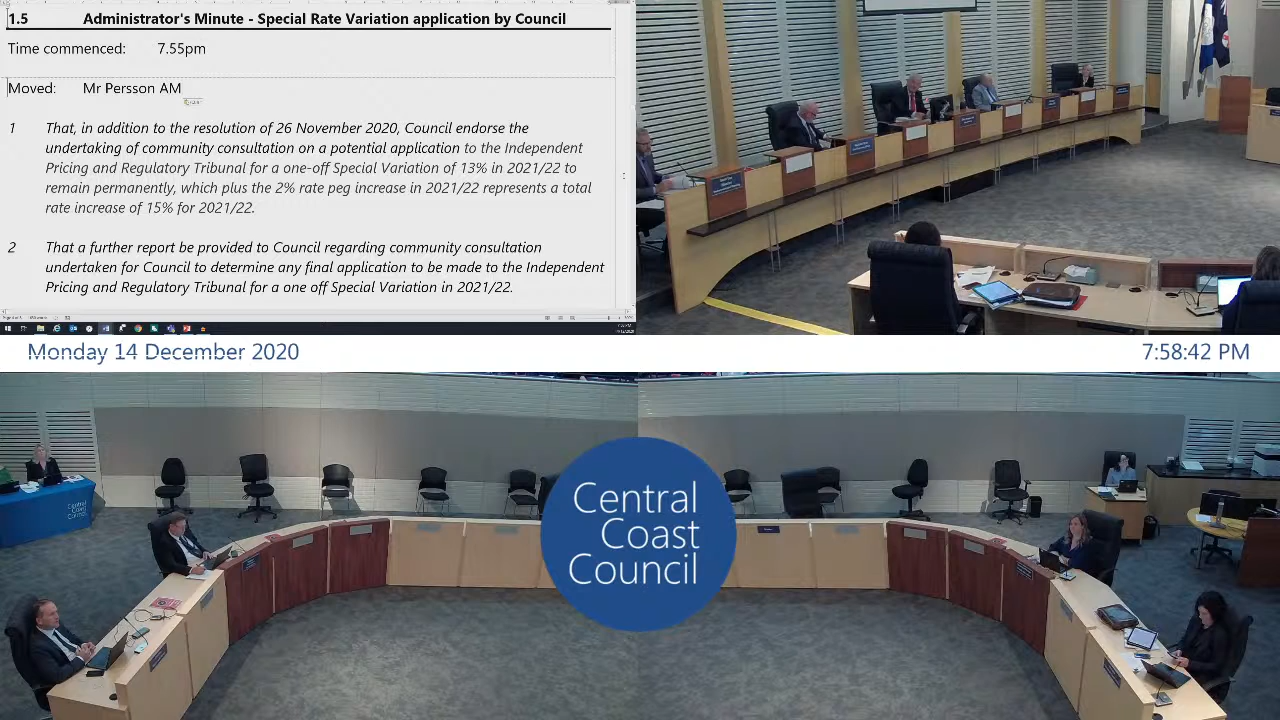 1.5 Administrator's Minute - Special Rate Variation application by Council
Time commenced: 7.55pm
Moved: Mr Persson AM
1 That, in addition to the resolution of 26 November 2020, Council endorse the
undertaking of community consultation on a potential application to the Independent
Pricing and Regulatory Tribunal for a one-off Special Variation of 13% in 2021/22 to
remain permanently, which plus the 2% rate peg increase in 2021/22 represents a total
rate increase of 15% for 2021/22.
2 That a further report be provided to Council regarding community consultation
undertaken for Council to determine any final application to be made to the Independent
Pricing and Regulatory Tribunal for a one-off Special Variation in 2021/22.
Monday 14 December 2020
7:58:42 PM
Central
Coast
Council
Central
Coast
Council